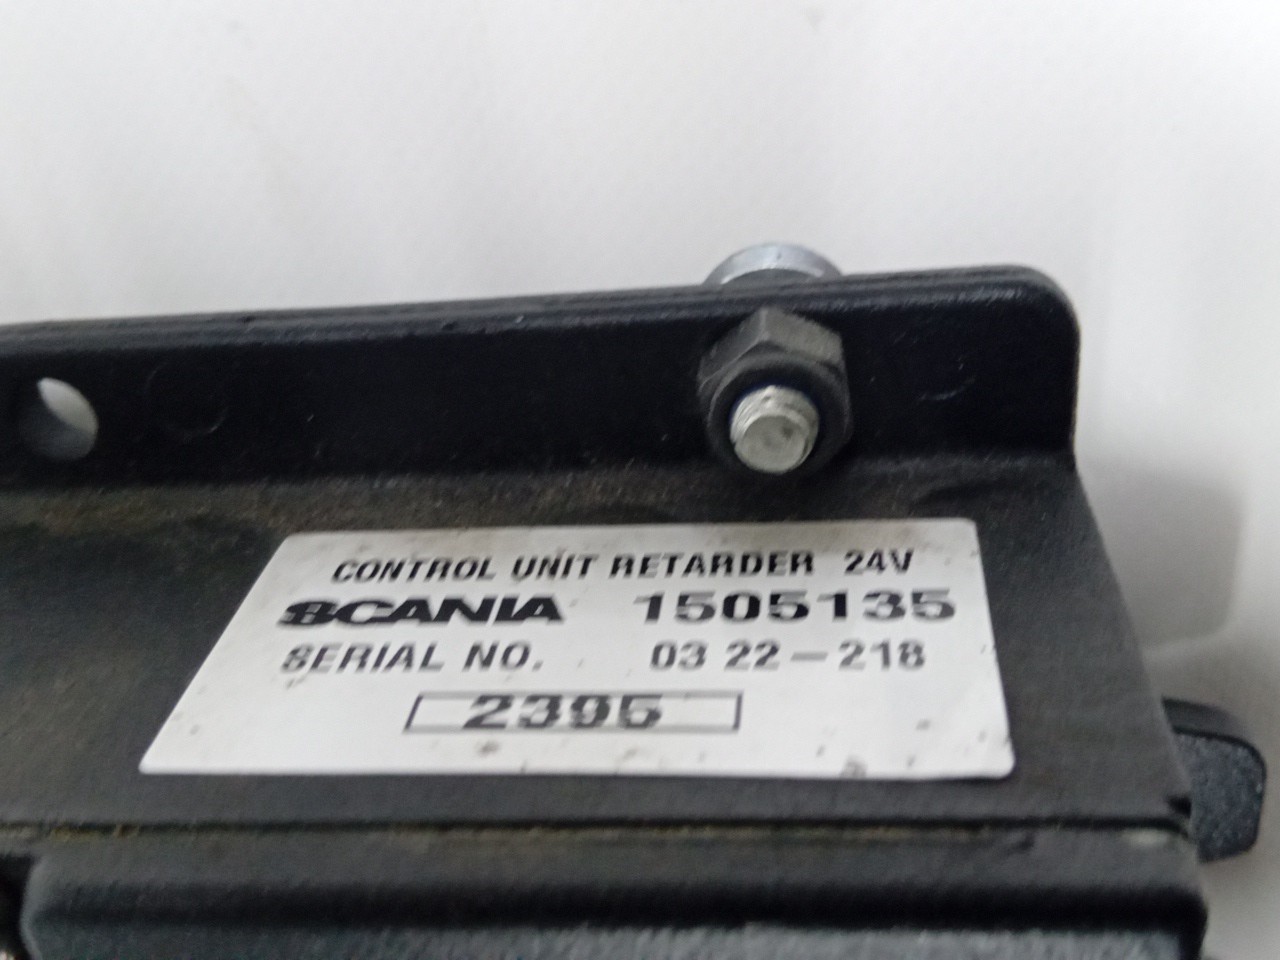 CONTROL UNIT RETARDER 24V
SCANIA 1505135
SERIAL NO. 03 22-218
2395